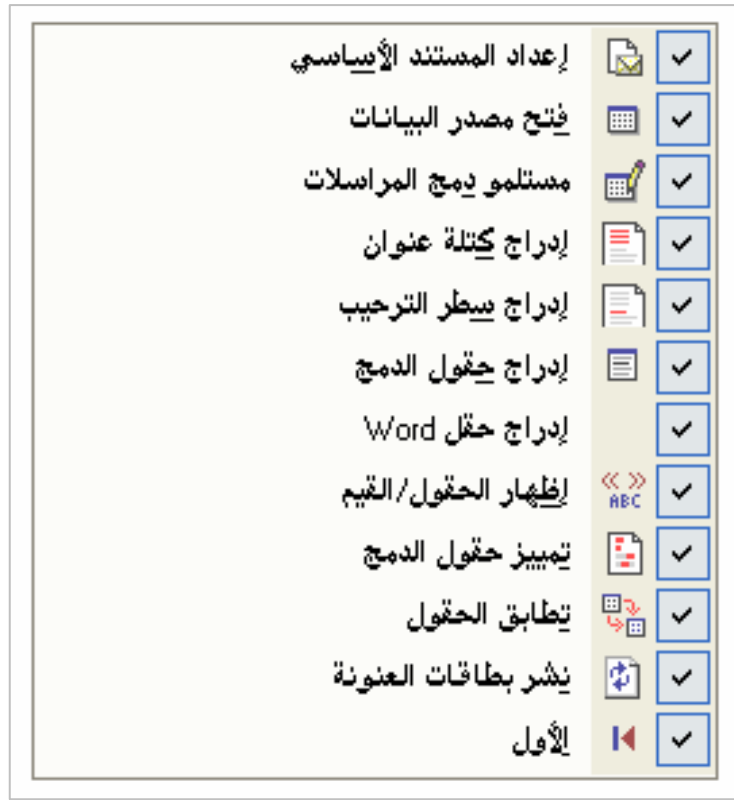 إعداد المستند الأساسي
فتح مصدر البيانات
مستلمو دمج المراسلات
إدراج كتلة عنوان
إدراج سطر الترحيب
إدراج حقول الدمج
إدراج حقل Word
إظهار الحقول/القيم
« » ABC
تمييز حقول الدمج
تطابق الحقول
نشر بطاقات العنونة
الأول